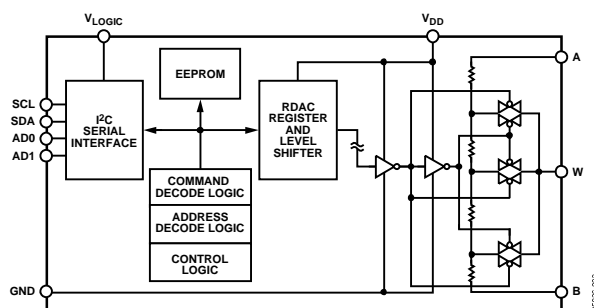 VLOGIC
VDD
EEPROM
SCL
SDA
AD0
AD1
I2C
SERIAL
INTERFACE
RDAC
REGISTER
AND
LEVEL
SHIFTER
COMMAND
DECODE LOGIC
ADDRESS
DECODE LOGIC
CONTROL
LOGIC
GND
A
W
B